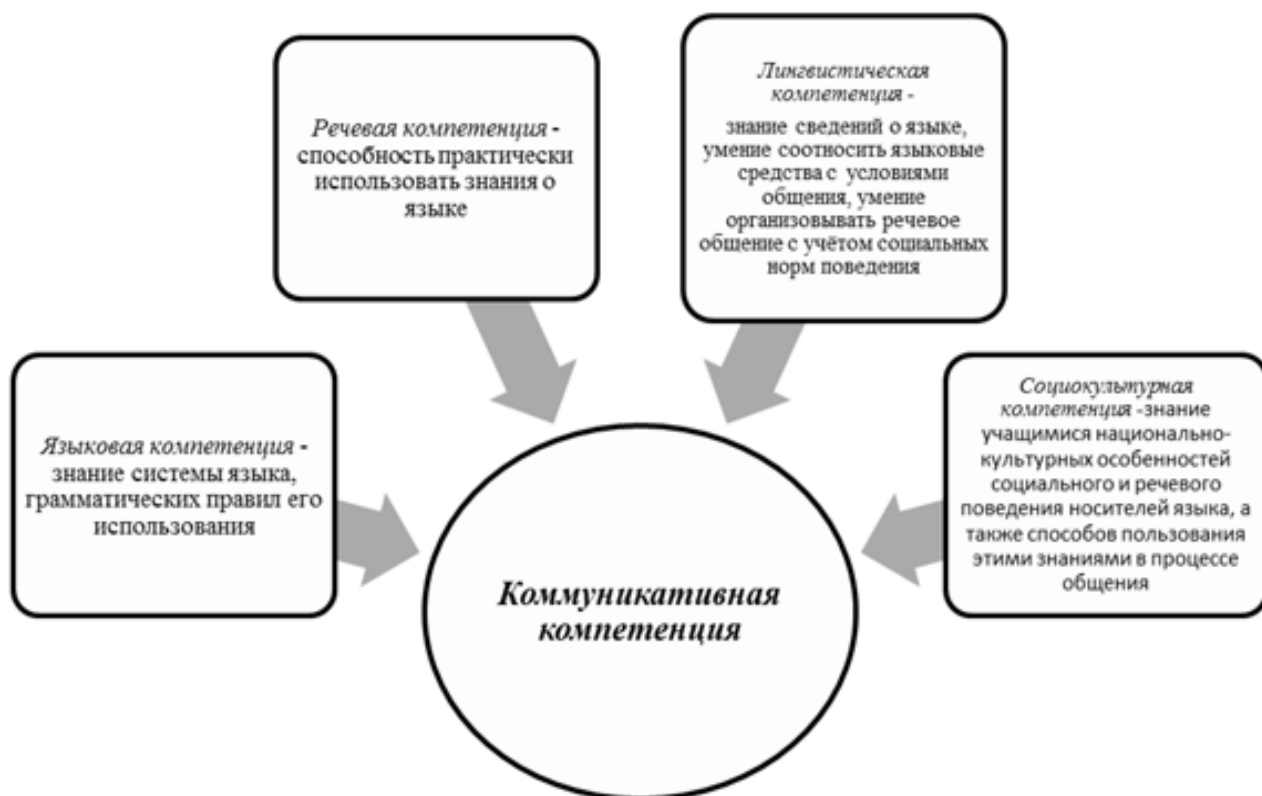 Речевая компетенция -
способность практически
использовать знания о
языке
Лингвистическая
компетенция -
знание сведений о языке,
умение соотносить языковые
средства с условиями
общения, умение
организовывать речевое
общение с учётом социальных
норм поведения
Языковая компетенция -
знание системы языка,
грамматических правил его
использования
Социокультурная
компетенция -знание
учащимися национально-
культурных особенностей
социального и речевого
поведения носителей языка, а
также способов пользования
этими знаниями в процессе
общения
Коммуникативная
компетенция